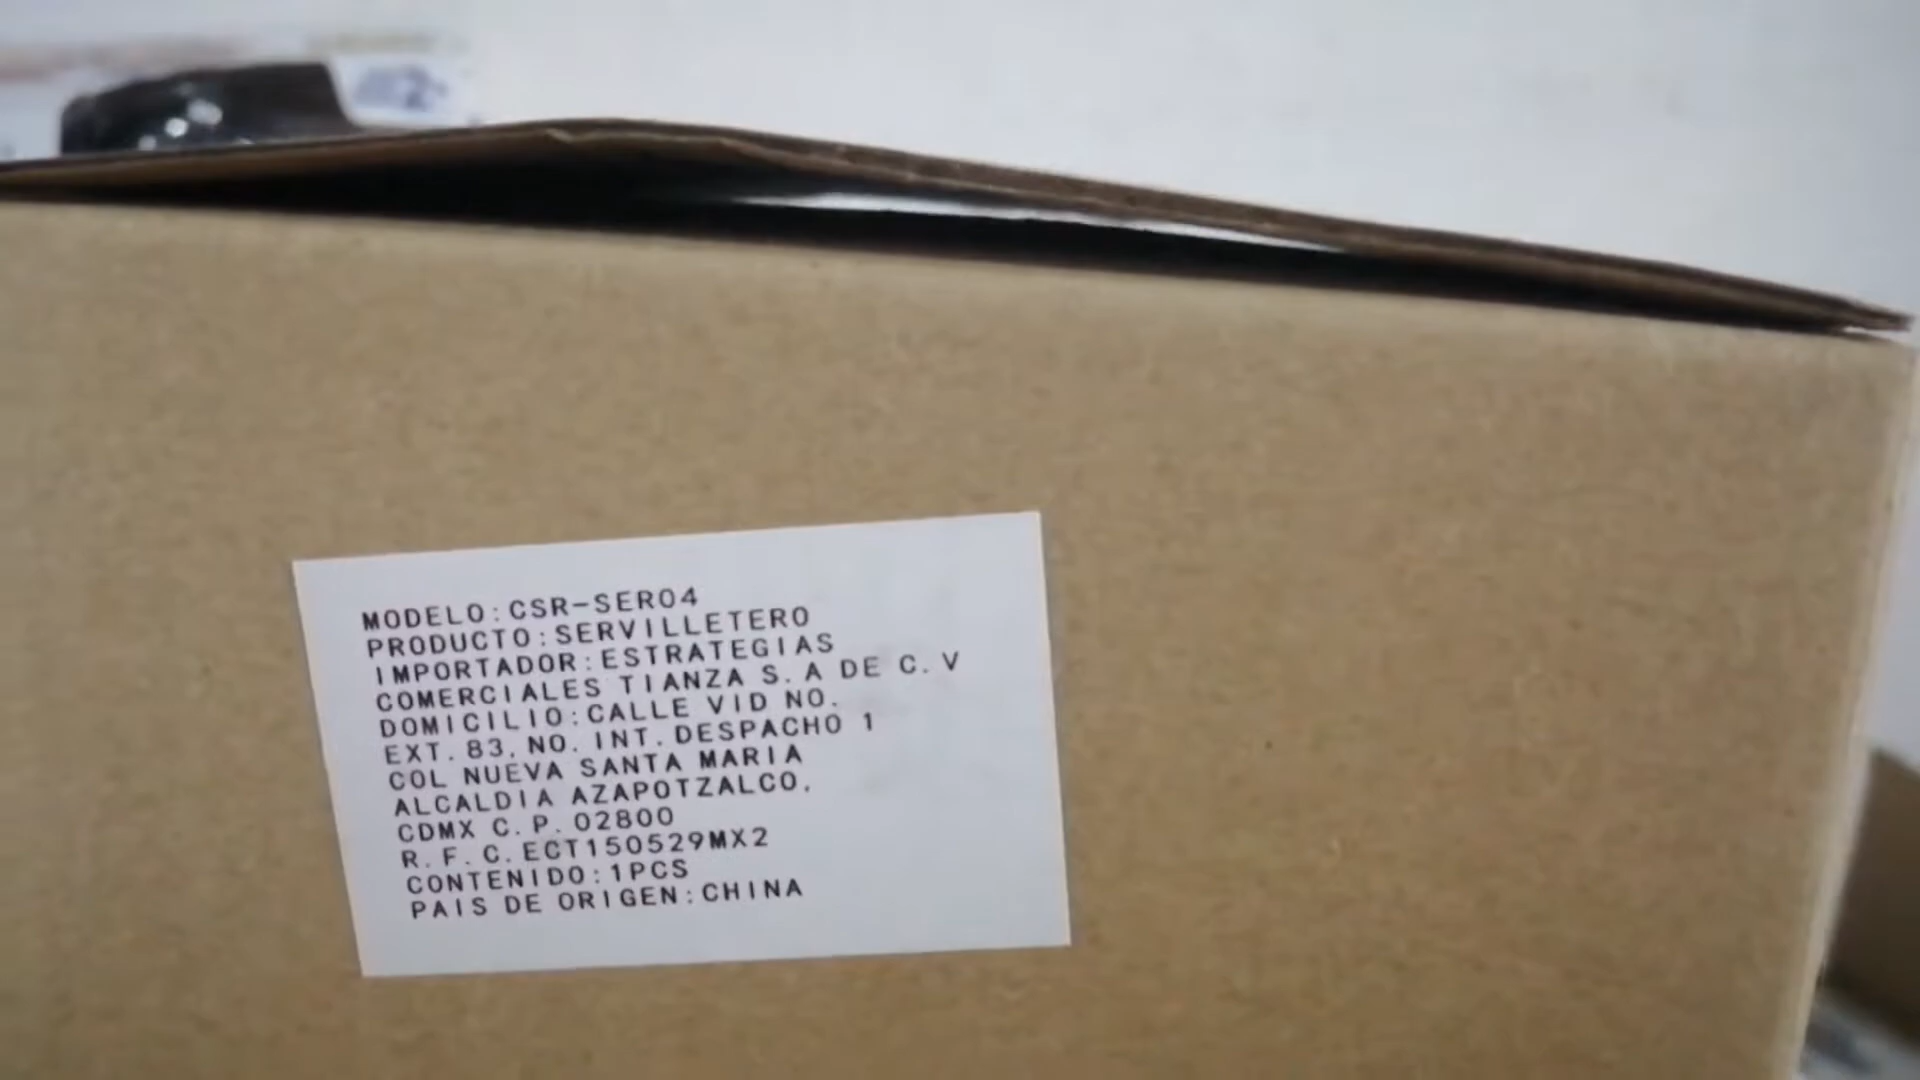 MODELO:CSR-SER04
PRODUCTO:SERVILLETERO
IMPORTADOR:ESTRATEGIAS
COMERCIALES TIANZA S.A DE C.V
DOMICILIO:CALLE VID NO.
EXT.83,NO. INT.DESPACHO 1
COL NUEVA SANTA MARIA
ALCALDIA AZAPOTZALCO,
CDMX C.P.02800
R.F.C.ECT150529MX2
CONTENIDO:1PCS
PAIS DE ORIGEN:CHINA